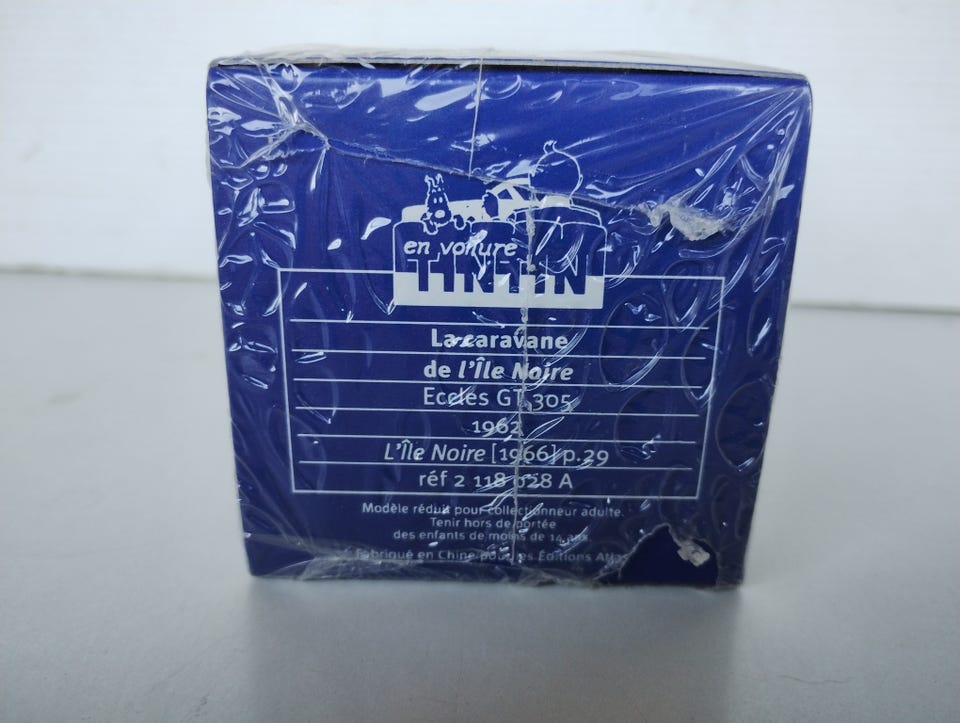 en voiture
TINTIN
La caravane
de l'Île Noire
Eccles GT 305
1962
L'Île Noire [1966] p.29
réf 2 118 028 A
Modèle réduit pour collectionneur adulte.
Tenir hors de portée
des enfants de moins de 14 ans.
Fabriqué en Chine pour les Éditions Atlas